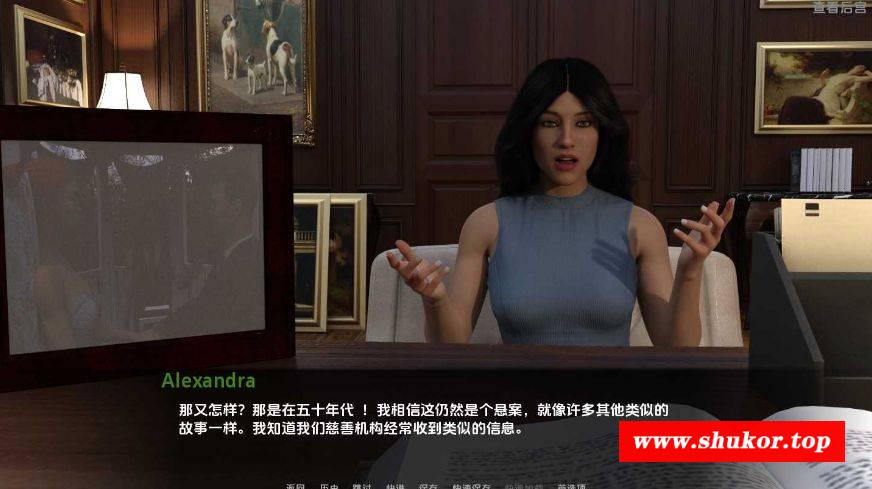 查看后宫
Alexandra
那又怎样？那是在五十年代 ！我相信这仍然是个悬案，就像许多其他类似的
故事一样。我知道我们慈善机构经常收到类似的信息。
www.shukor.top